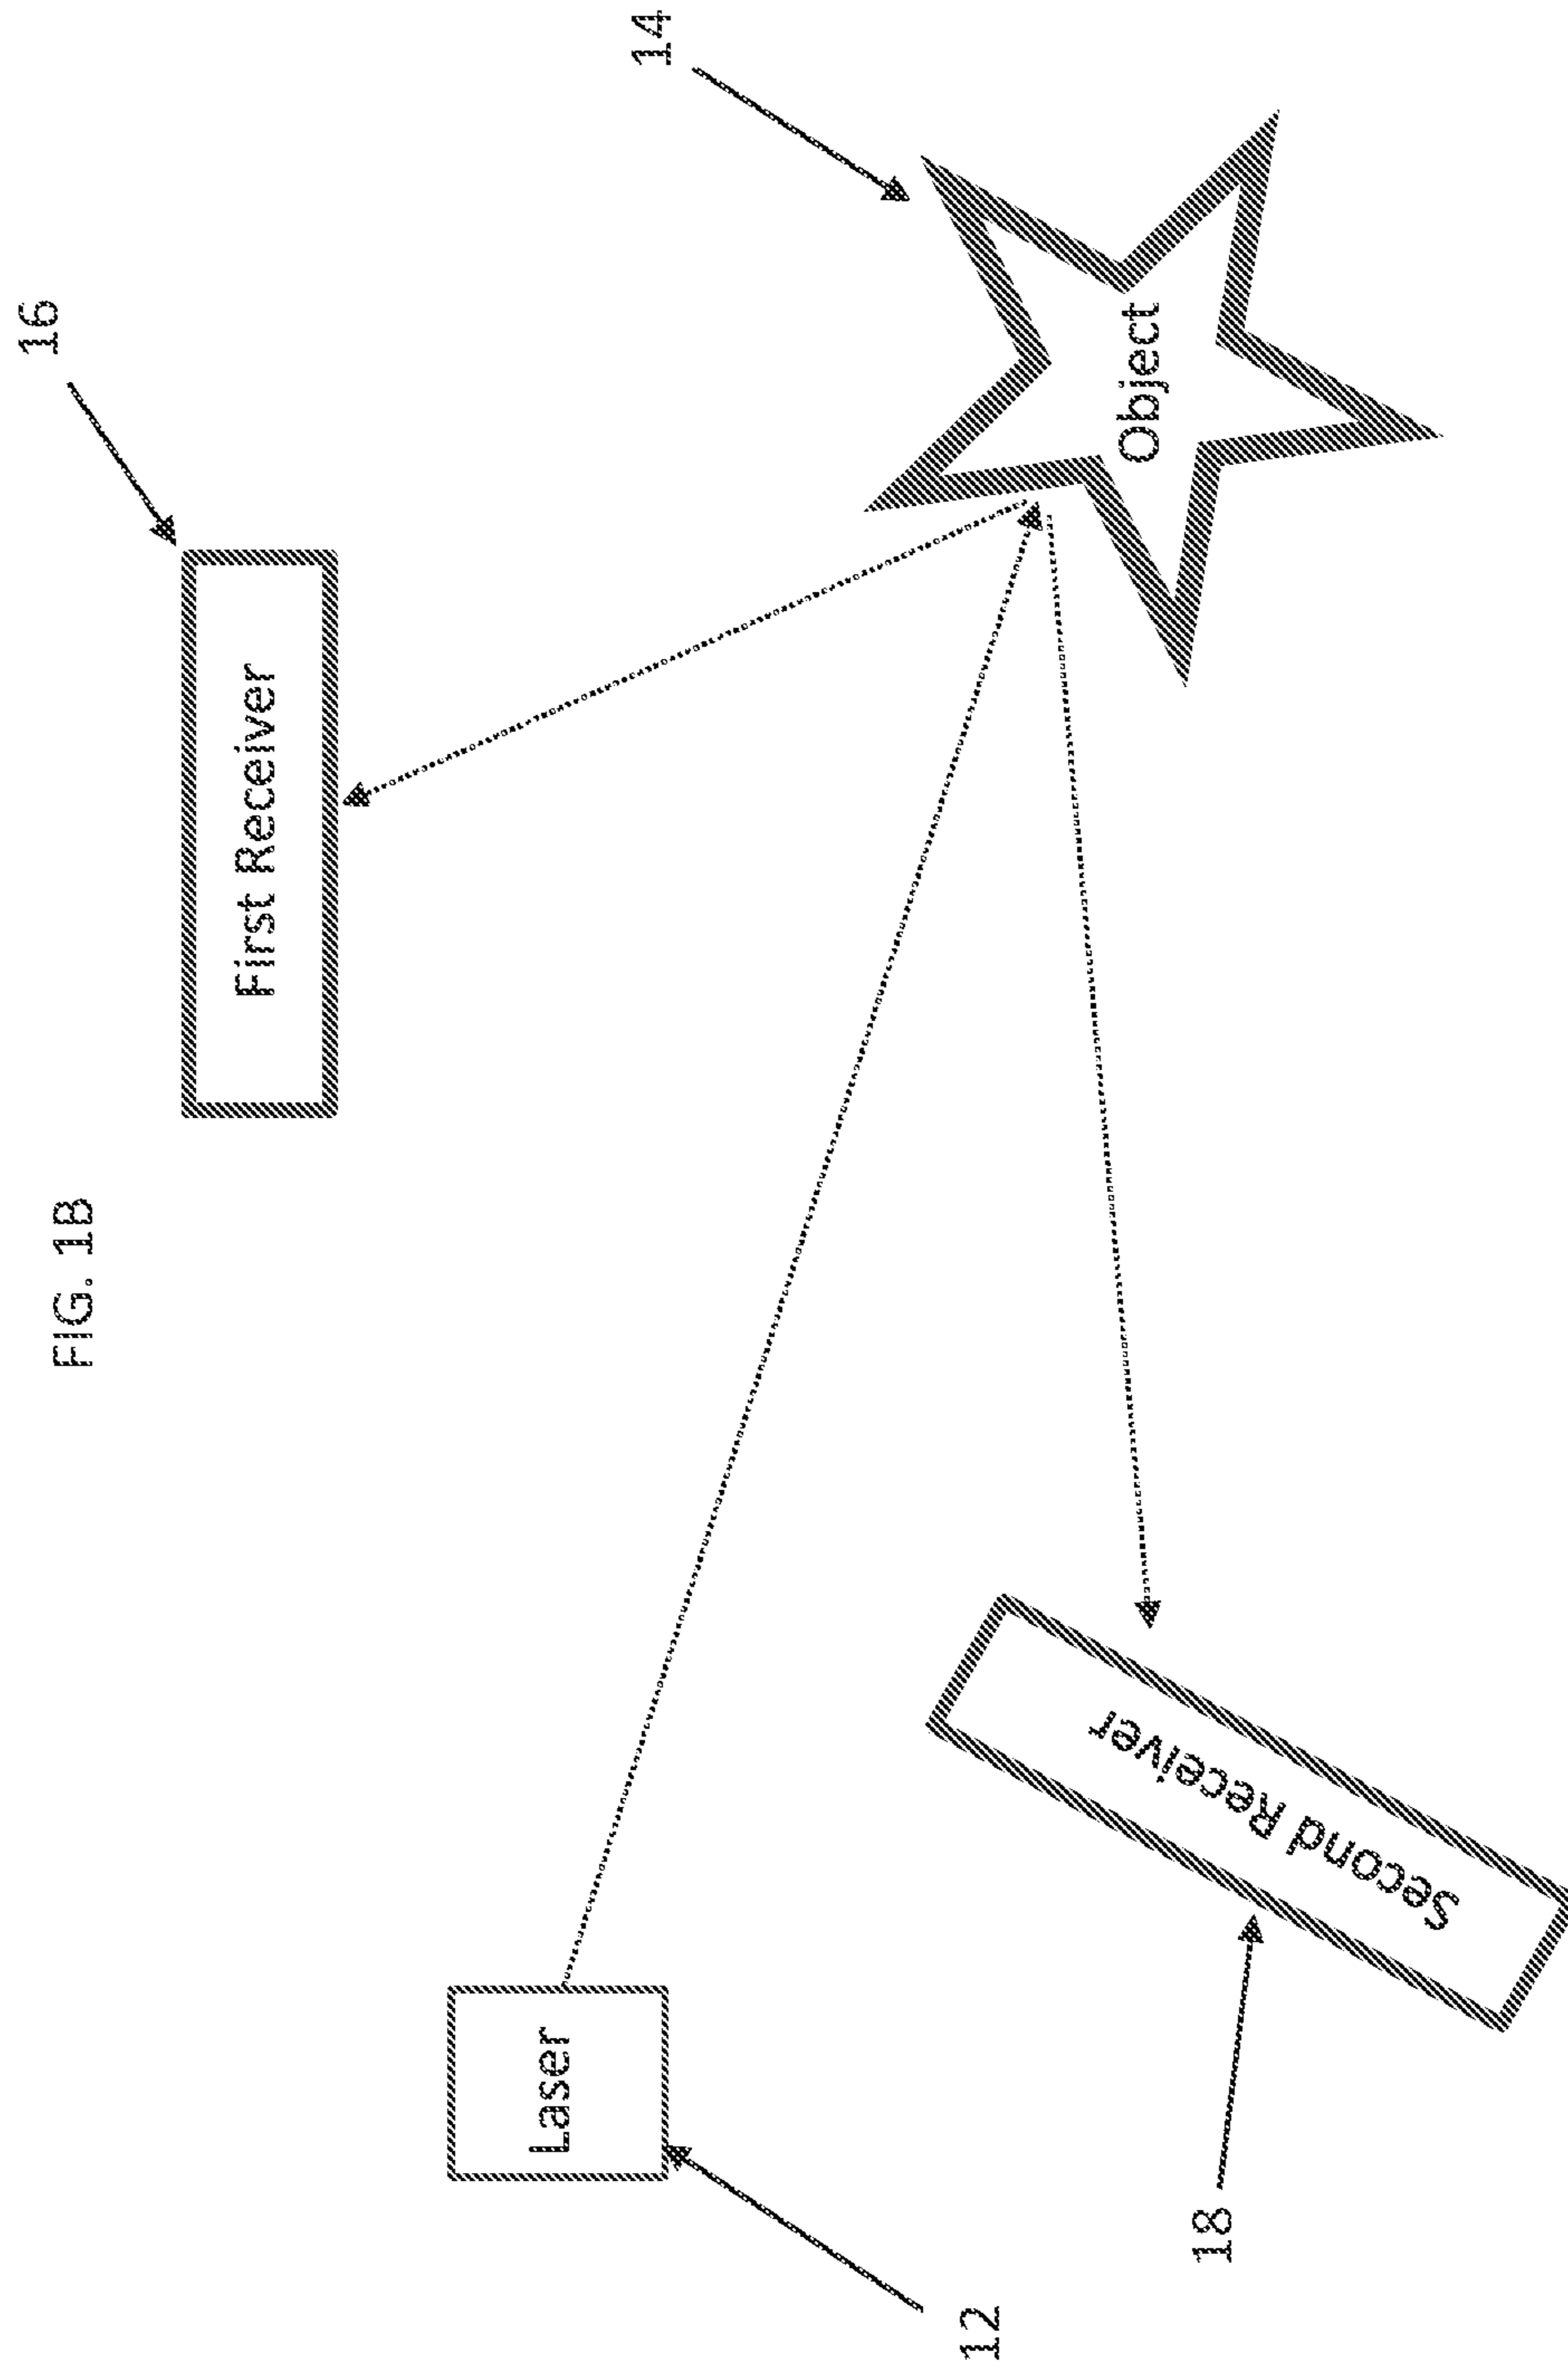 FIG. 1B
16
First Receiver
14
Object
Laser
12
Second Receiver
18